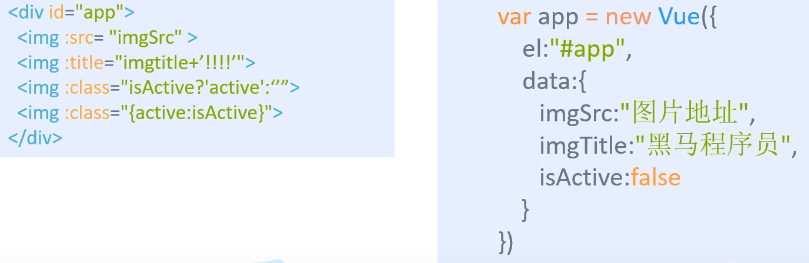 <div id="app">
<img :src= "imgSrc" >
<img :title="imgtitle+’!!!!’">
<img :class="isActive?'active':‘’”>
<img :class="{active:isActive}">
</div>
var app = new Vue({
el:"#app",
data:{
imgSrc:"图片地址",
imgTitle:"黑马程序员",
isActive:false
}
})